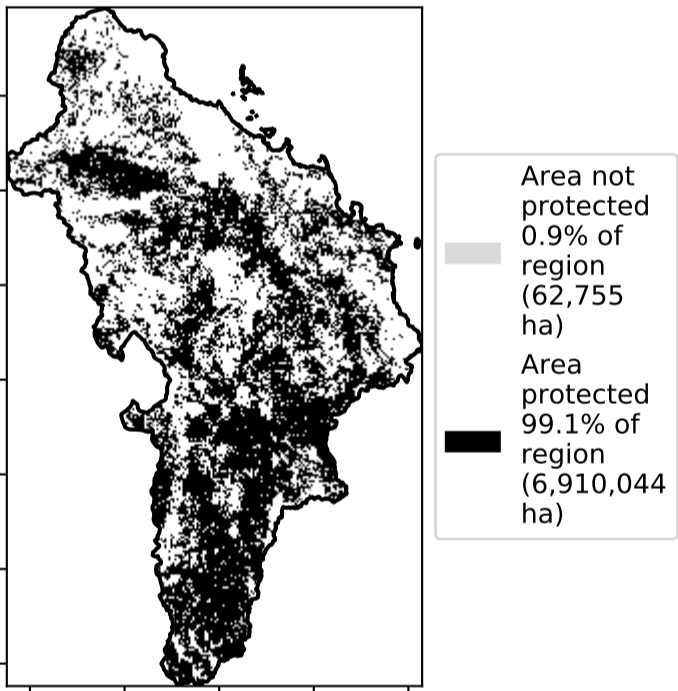 Area not
protected
0.9% of
region
(62,755
ha)
Area
protected
99.1% of
region
(6,910,044
ha)